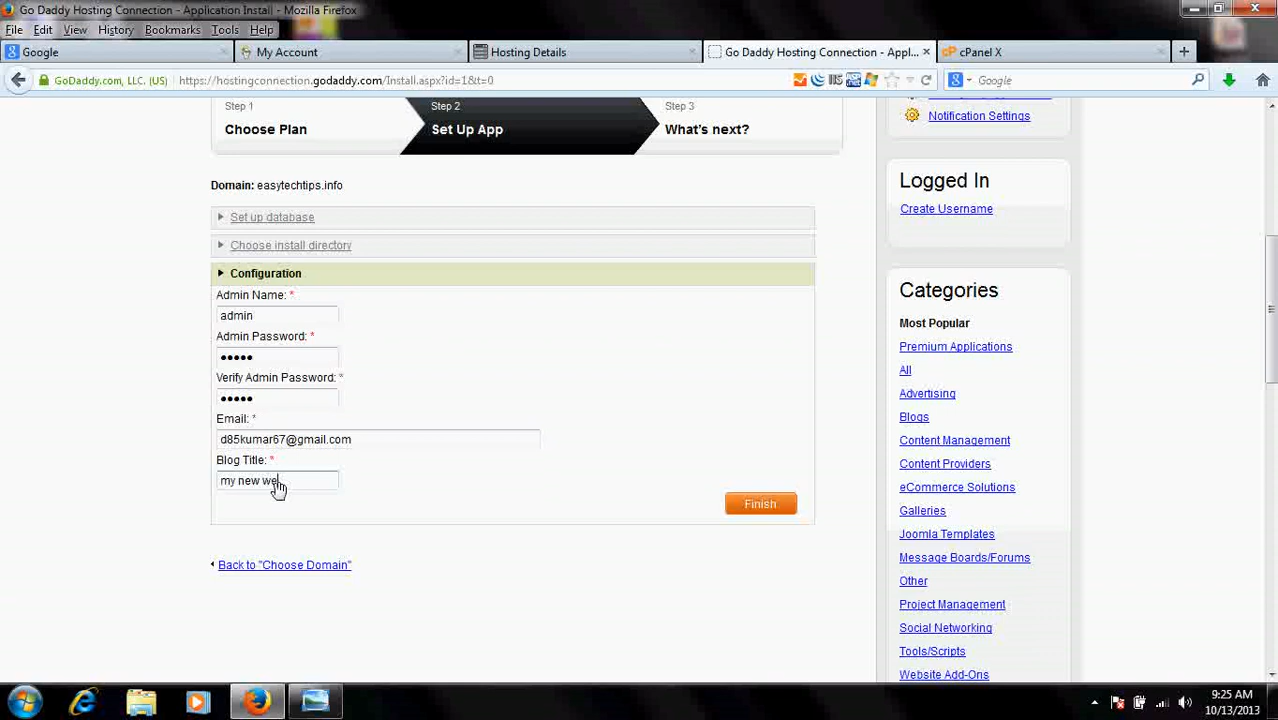 Go Daddy Hosting Connection - Application Install - Mozilla Firefox
File Edit View History Bookmarks Tools Help
Google
My Account
Hosting Details
Go Daddy Hosting Connection - Appl...
cPanel X
GoDaddy.com, LLC. (US)
https://hostingconnection.godaddy.com/Install.aspx?id=1&t=0
Google
Step 1
Choose Plan
Step 2
Set Up App
Step 3
What's next?
Domain: easytechtips.info
Set up database
Choose install directory
Configuration
Admin Name: *
admin
Admin Password: *
•••••
Verify Admin Password: *
•••••
Email: *
d85kumar67@gmail.com
Blog Title: *
my new we
Finish
Back to "Choose Domain"
Notification Settings
Logged In
Create Username
Categories
Most Popular
Premium Applications
All
Advertising
Blogs
Content Management
Content Providers
eCommerce Solutions
Galleries
Joomla Templates
Message Boards/Forums
Other
Project Management
Social Networking
Tools/Scripts
Website Add-Ons
9:25 AM
10/13/2013